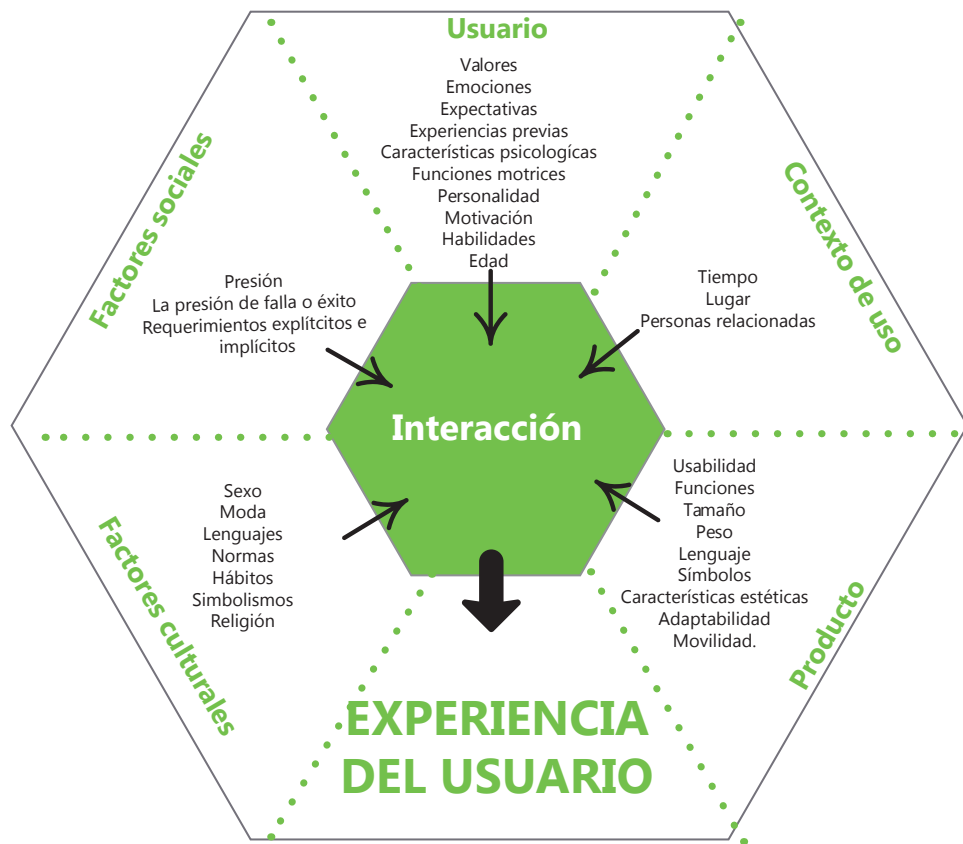 Usuario
Valores
Emociones
Expectativas
Experiencias previas
Características psicologícas
Funciones motrices
Personalidad
Motivación
Habilidades
Edad
Factores sociales
Presión
La presión de falla o éxito
Requerimientos explítcitos e
implícitos
Contexto de uso
Tiempo
Lugar
Personas relacionadas
Interacción
Factores culturales
Sexo
Moda
Lenguajes
Normas
Hábitos
Simbolismos
Religión
Producto
Usabilidad
Funciones
Tamaño
Peso
Lenguaje
Símbolos
Características estéticas
Adaptabilidad
Movilidad.
EXPERIENCIA
DEL USUARIO